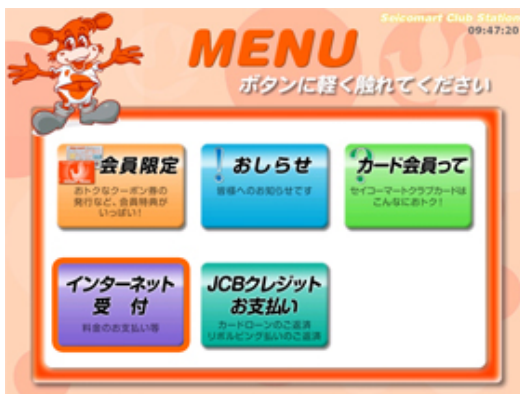 Seicomart Club Station
09:47:20
MENU
ボタンに軽く触れてください
会員限定
おトクなクーポン券の
発行など、会員特典が
いっぱい!
おしらせ
皆様へのお知らせです
カード会員って
セイコーマートクラブカードは
こんなにおトク!
インターネット
受 付
料金のお支払い等
JCBクレジット
お支払い
カードローンのご返済
リボルビング払いのご返済